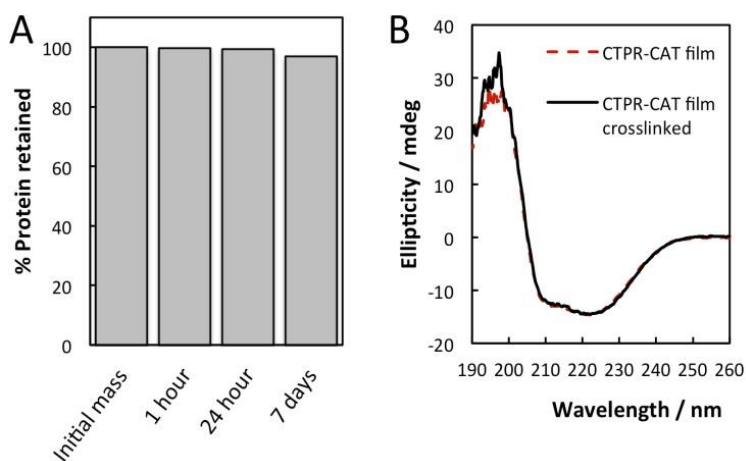 A
% Protein retained
100
80
60
40
20
0
Initial mass
1 hour
24 hour
7 days
B
Ellipticity / mdeg
40
30
20
10
0
-10
-20
190 200 210 220 230 240 250 260
Wavelength / nm
CTPR-CAT film
CTPR-CAT film
crosslinked